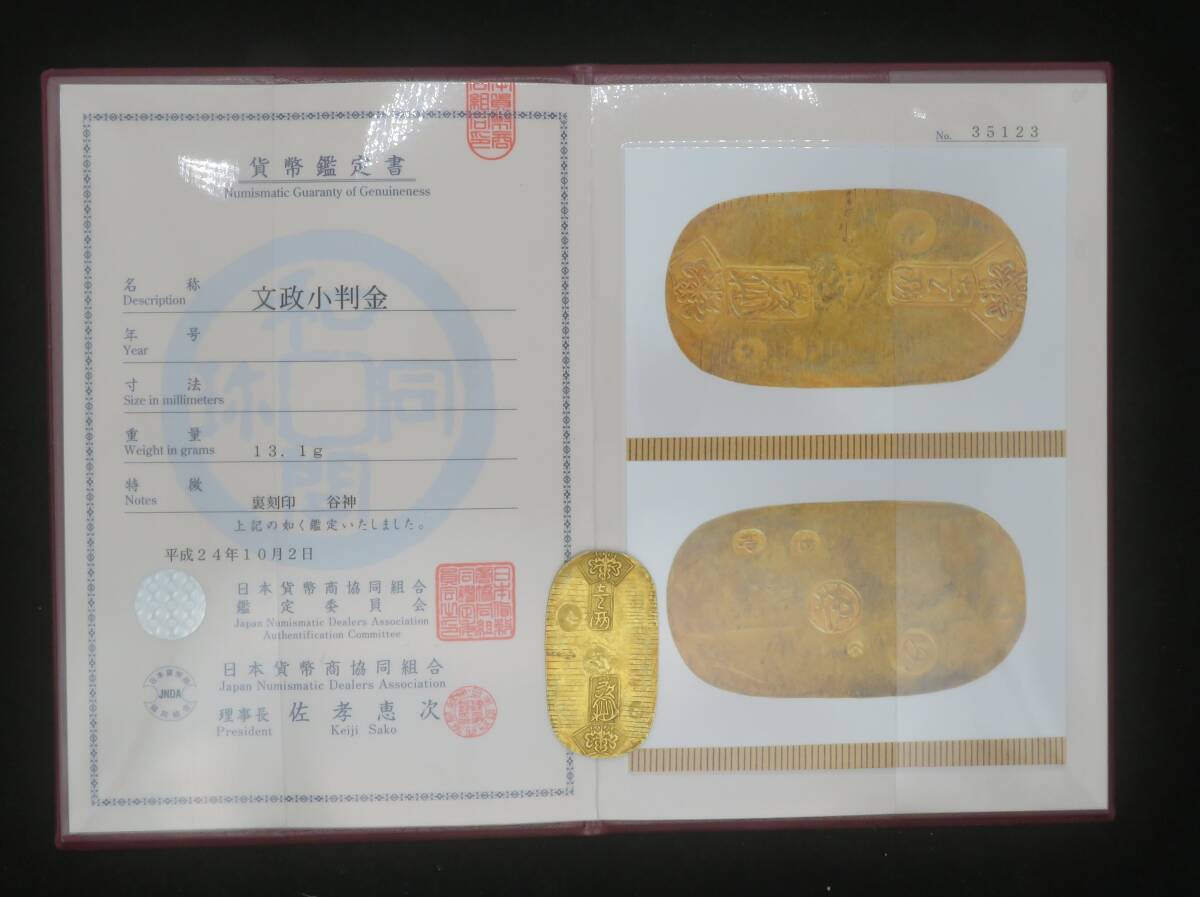 貨幣鑑定書
Numismatic Guaranty of Genuineness
名称 文政小判金
Description
年号
Year
寸法
Size in millimeters
重量
Weight in grams 13.1g
特徴
Notes 裏刻印 谷神
上記の如く鑑定いたしました。
平成24年10月2日
日本貨幣商協同組合
鑑定委員会
Japan Numismatic Dealers Association
Authentification Committee
日本貨幣商協同組合
Japan Numismatic Dealers Association
JNDA
理事長 佐孝恵次
President Keiji Sako
No. 35123
和同開珎